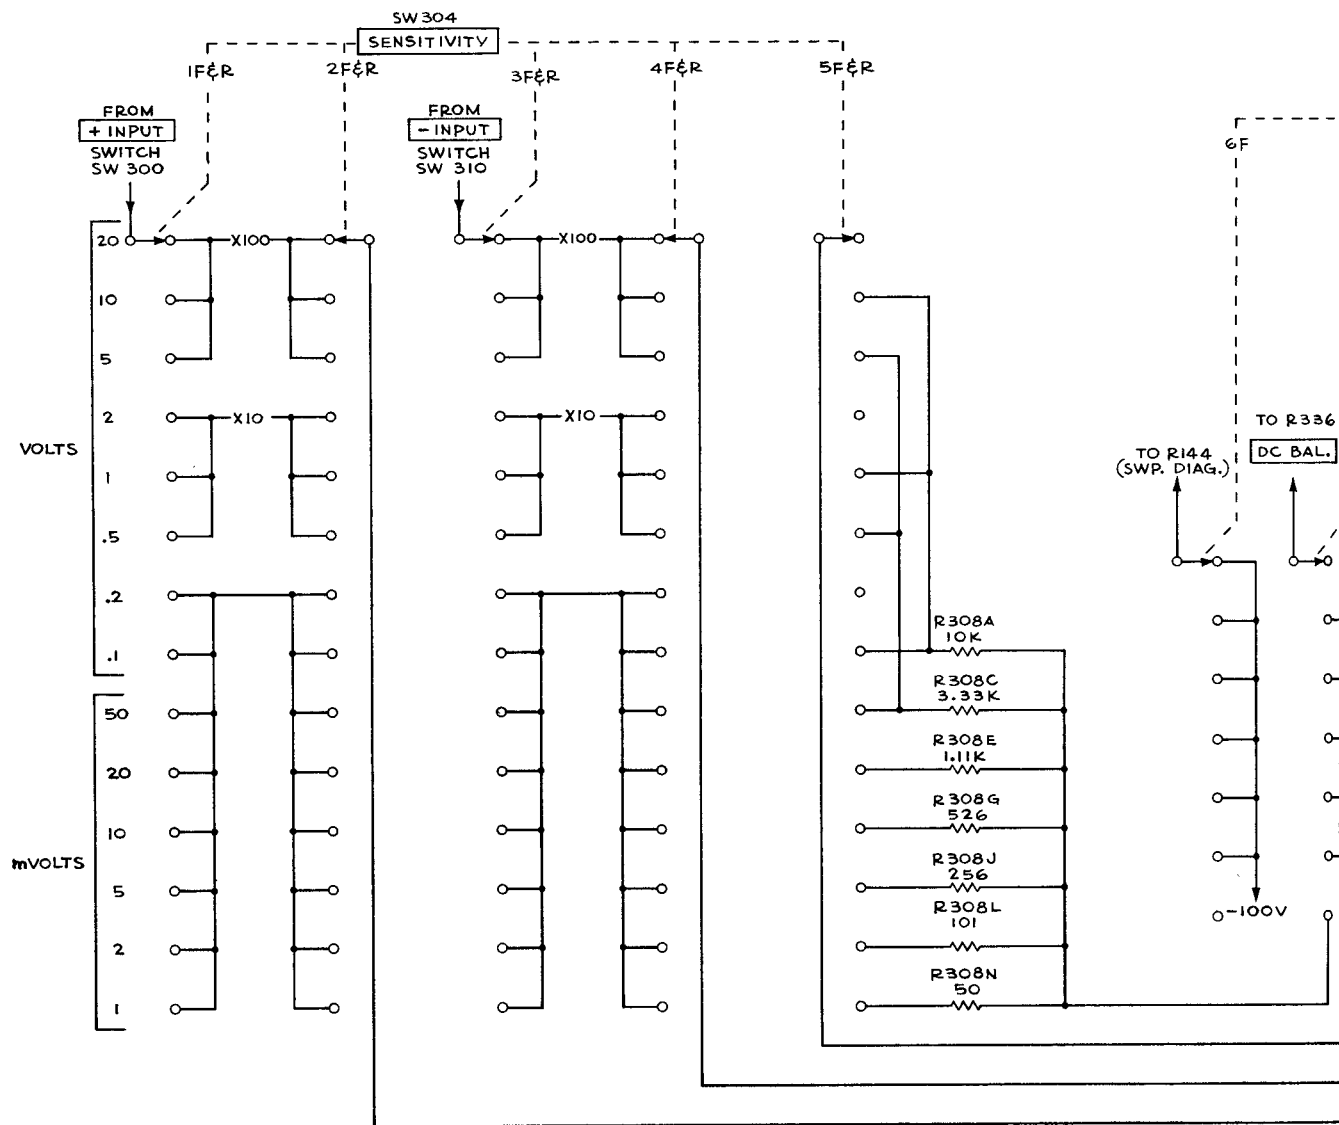 SW 304
SENSITIVITY
1F&R
2F&R
3F&R
4F&R
5F&R
FROM
+ INPUT
SWITCH
SW 300
FROM
- INPUT
SWITCH
SW 310
6F
20
X100
X100
10
5
2
X10
X10
VOLTS
1
.5
.2
.1
TO R144
(SWP. DIAG.)
TO R336
DC BAL.
R308A
10K
50
R308C
3.33K
20
R308E
1.11K
10
R308G
526
mVOLTS
5
R308J
256
2
R308L
101
-100V
1
R308N
50